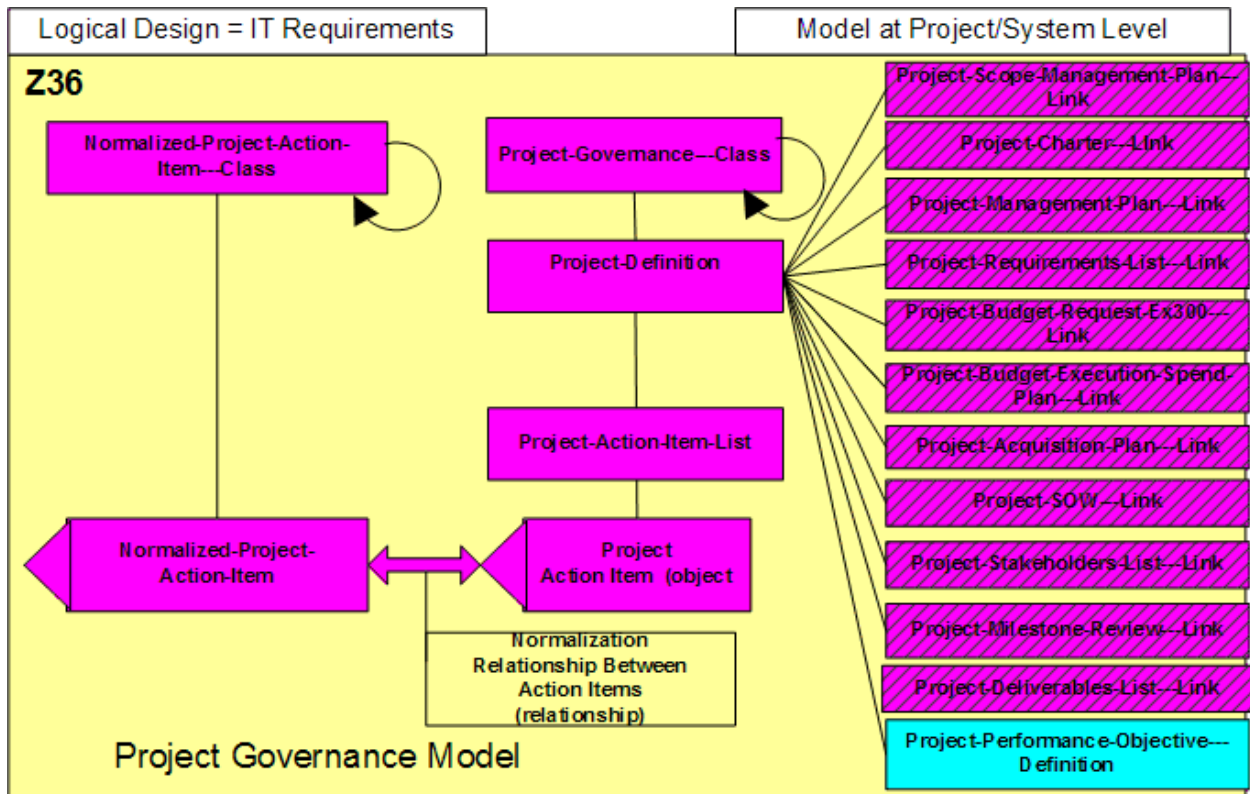 Logical Design = IT Requirements
Model at Project/System Level
Z36
Normalized-Project-Action-
Item---Class
Project-Governance---Class
Project-Definition
Project-Action-Item-List
Normalized-Project-
Action-Item
Project
Action Item (object
Normalization
Relationship Between
Action Items
(relationship)
Project Governance Model
Project-Scope-Management-Plan---
Link
Project-Charter---LInk
Project-Management-Plan---Link
Project-Requirements-List---Link
Project-Budget-Request-Ex300---
Link
Project-Budget-Execution-Spend-
Plan---Link
Project-Acquisition-Plan---Link
Project-SOW---Link
Project-Stakeholders-List---Link
Project-Milestone-Review---Link
Project-Deliverables-List---Link
Project-Performance-Objective---
Definition